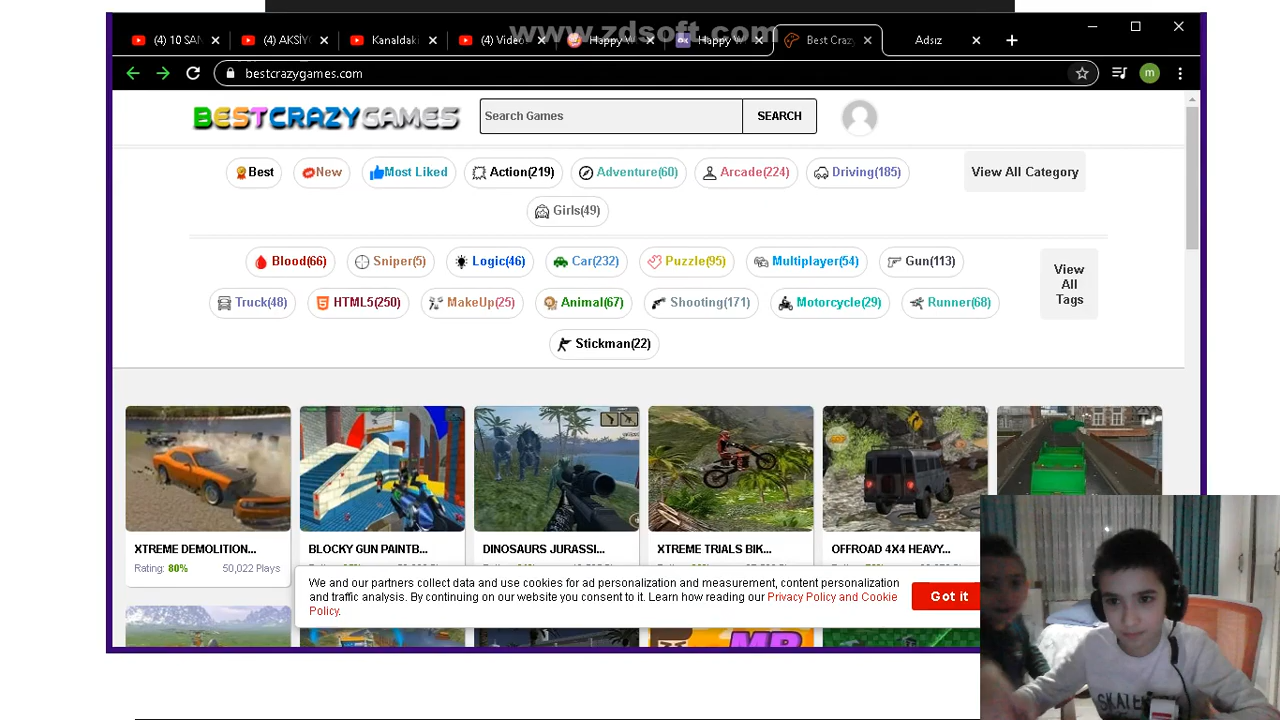 www.zdsoft.com
(4) 10 SAN
(4) AKSİY
Kanaldak
(4) Video
Happy W
Happy W
Best Crazy
Adsız
bestcrazygames.com
m
BESTCRAZYGAMES
Search Games
SEARCH
Best
New
Most Liked
Action(219)
Adventure(60)
Arcade(224)
Driving(185)
View All Category
Girls(49)
Blood(66)
Sniper(5)
Logic(46)
Car(232)
Puzzle(95)
Multiplayer(54)
Gun(113)
View
All
Tags
Truck(48)
HTML5(250)
MakeUp(25)
Animal(67)
Shooting(171)
Motorcycle(29)
Runner(68)
Stickman(22)
XTREME DEMOLITION...
BLOCKY GUN PAINTB...
DINOSAURS JURASSI...
XTREME TRIALS BIK...
OFFROAD 4X4 HEAVY...
Rating: 80%
50,022 Plays
We and our partners collect data and use cookies for ad personalization and measurement, content personalization
and traffic analysis. By continuing on our website you consent to it. Learn how reading our Privacy Policy and Cookie
Policy.
Got it
MR
SKATE